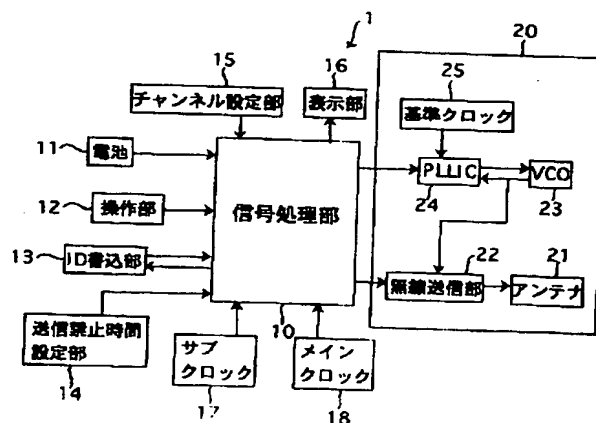 1
20
15
チャンネル設定部
16
表示部
25
基準クロック
11
電池
PLLIC
VCO
24
23
12
操作部
信号処理部
13
ID書込部
22
21
無線送信部
アンテナ
送信禁止時間
設定部
14
10
サブ
クロック
17
メイン
クロック
18